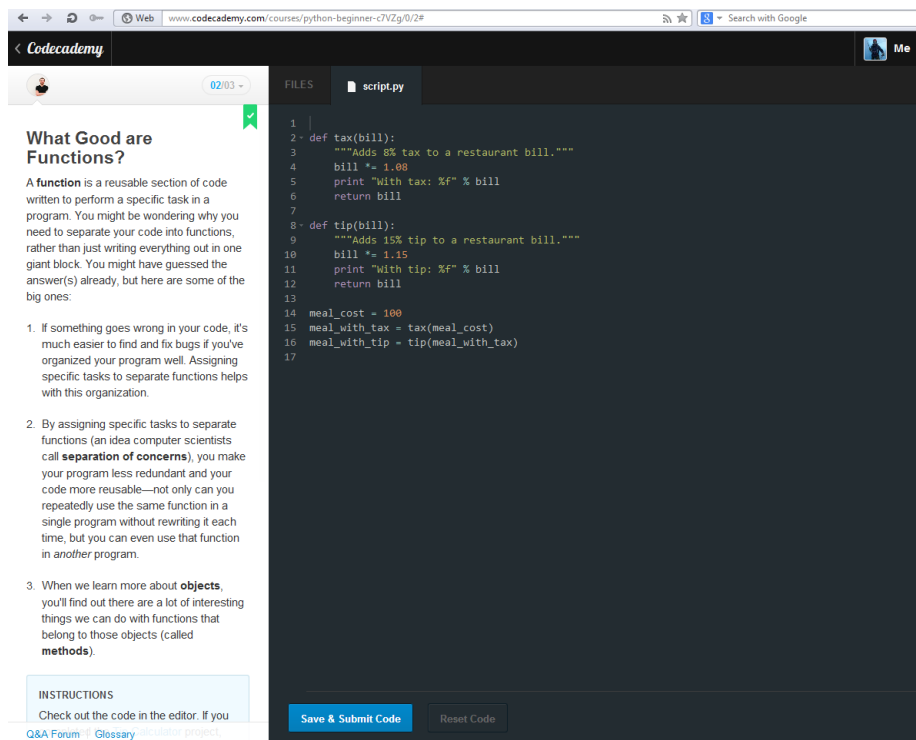 Web www.codecademy.com/courses/python-beginner-c7VZg/0/2# 8 Search with Google
Codecademy Me
02/03
FILES script.py
What Good are
Functions?
A function is a reusable section of code
written to perform a specific task in a
program. You might be wondering why you
need to separate your code into functions,
rather than just writing everything out in one
giant block. You might have guessed the
answer(s) already, but here are some of the
big ones:
1. If something goes wrong in your code, it's
much easier to find and fix bugs if you've
organized your program well. Assigning
specific tasks to separate functions helps
with this organization.
2. By assigning specific tasks to separate
functions (an idea computer scientists
call separation of concerns), you make
your program less redundant and your
code more reusable—not only can you
repeatedly use the same function in a
single program without rewriting it each
time, but you can even use that function
in another program.
3. When we learn more about objects,
you'll find out there are a lot of interesting
things we can do with functions that
belong to those objects (called
methods).
INSTRUCTIONS
Check out the code in the editor. If you
Q&A Forum Glossary
1
2 def tax(bill):
3     """Adds 8% tax to a restaurant bill."""
4     bill *= 1.08
5     print "With tax: %f" % bill
6     return bill
7
8 def tip(bill):
9     """Adds 15% tip to a restaurant bill."""
10     bill *= 1.15
11     print "With tip: %f" % bill
12     return bill
13
14 meal_cost = 100
15 meal_with_tax = tax(meal_cost)
16 meal_with_tip = tip(meal_with_tax)
17
Save & Submit Code Reset Code